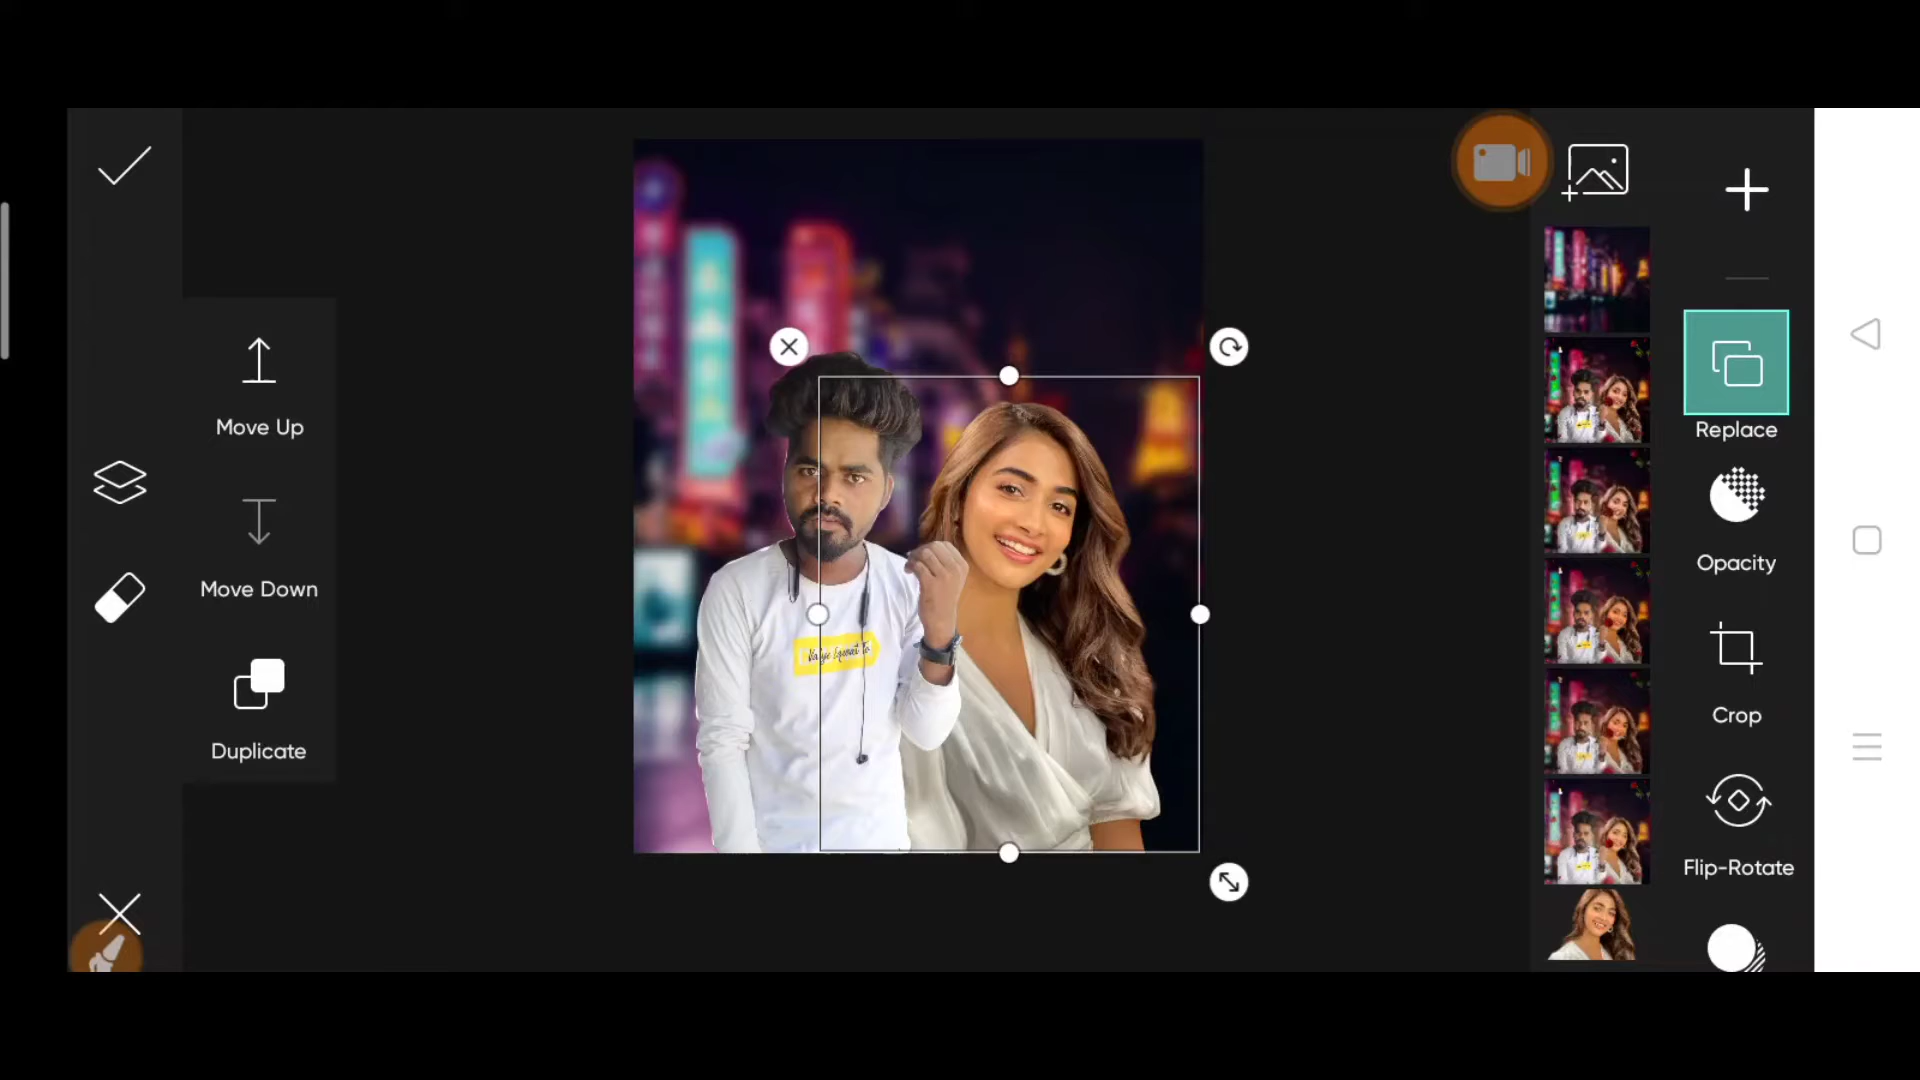 Move Up
Move Down
Duplicate
Replace
Opacity
Crop
Flip-Rotate